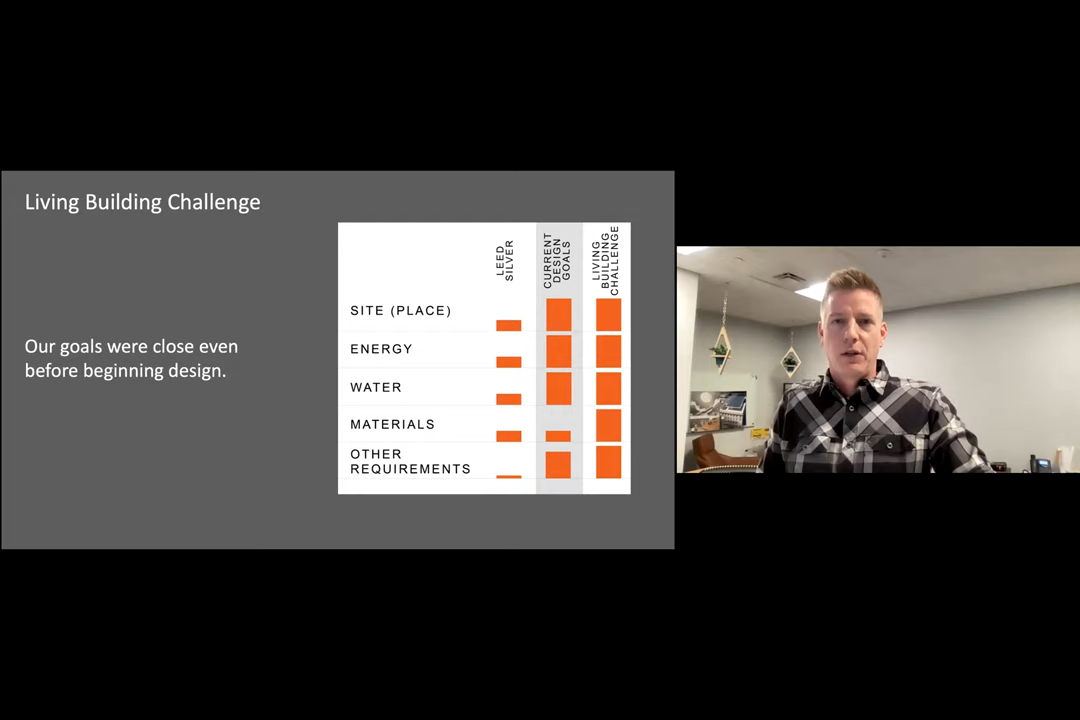 Living Building Challenge
Our goals were close even
before beginning design.
LEED
SILVER
CURRENT
DESIGN
GOALS
LIVING
BUILDING
CHALLENGE
SITE (PLACE)
ENERGY
WATER
MATERIALS
OTHER
REQUIREMENTS